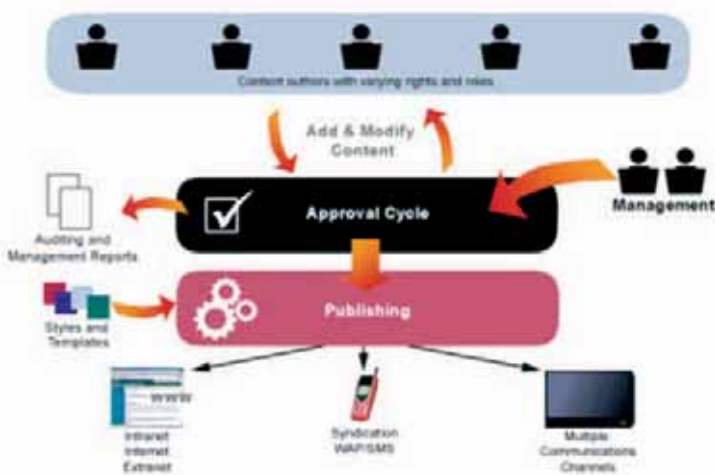 Content authors with varying rights and roles
Add & Modify
Content
Approval Cycle
Management
Auditing and
Management Reports
Publishing
Styles and
Templates
WWW
Intranet
Internet
Extranet
Syndication
WAP/SMS
Multiple
Communications
Channels